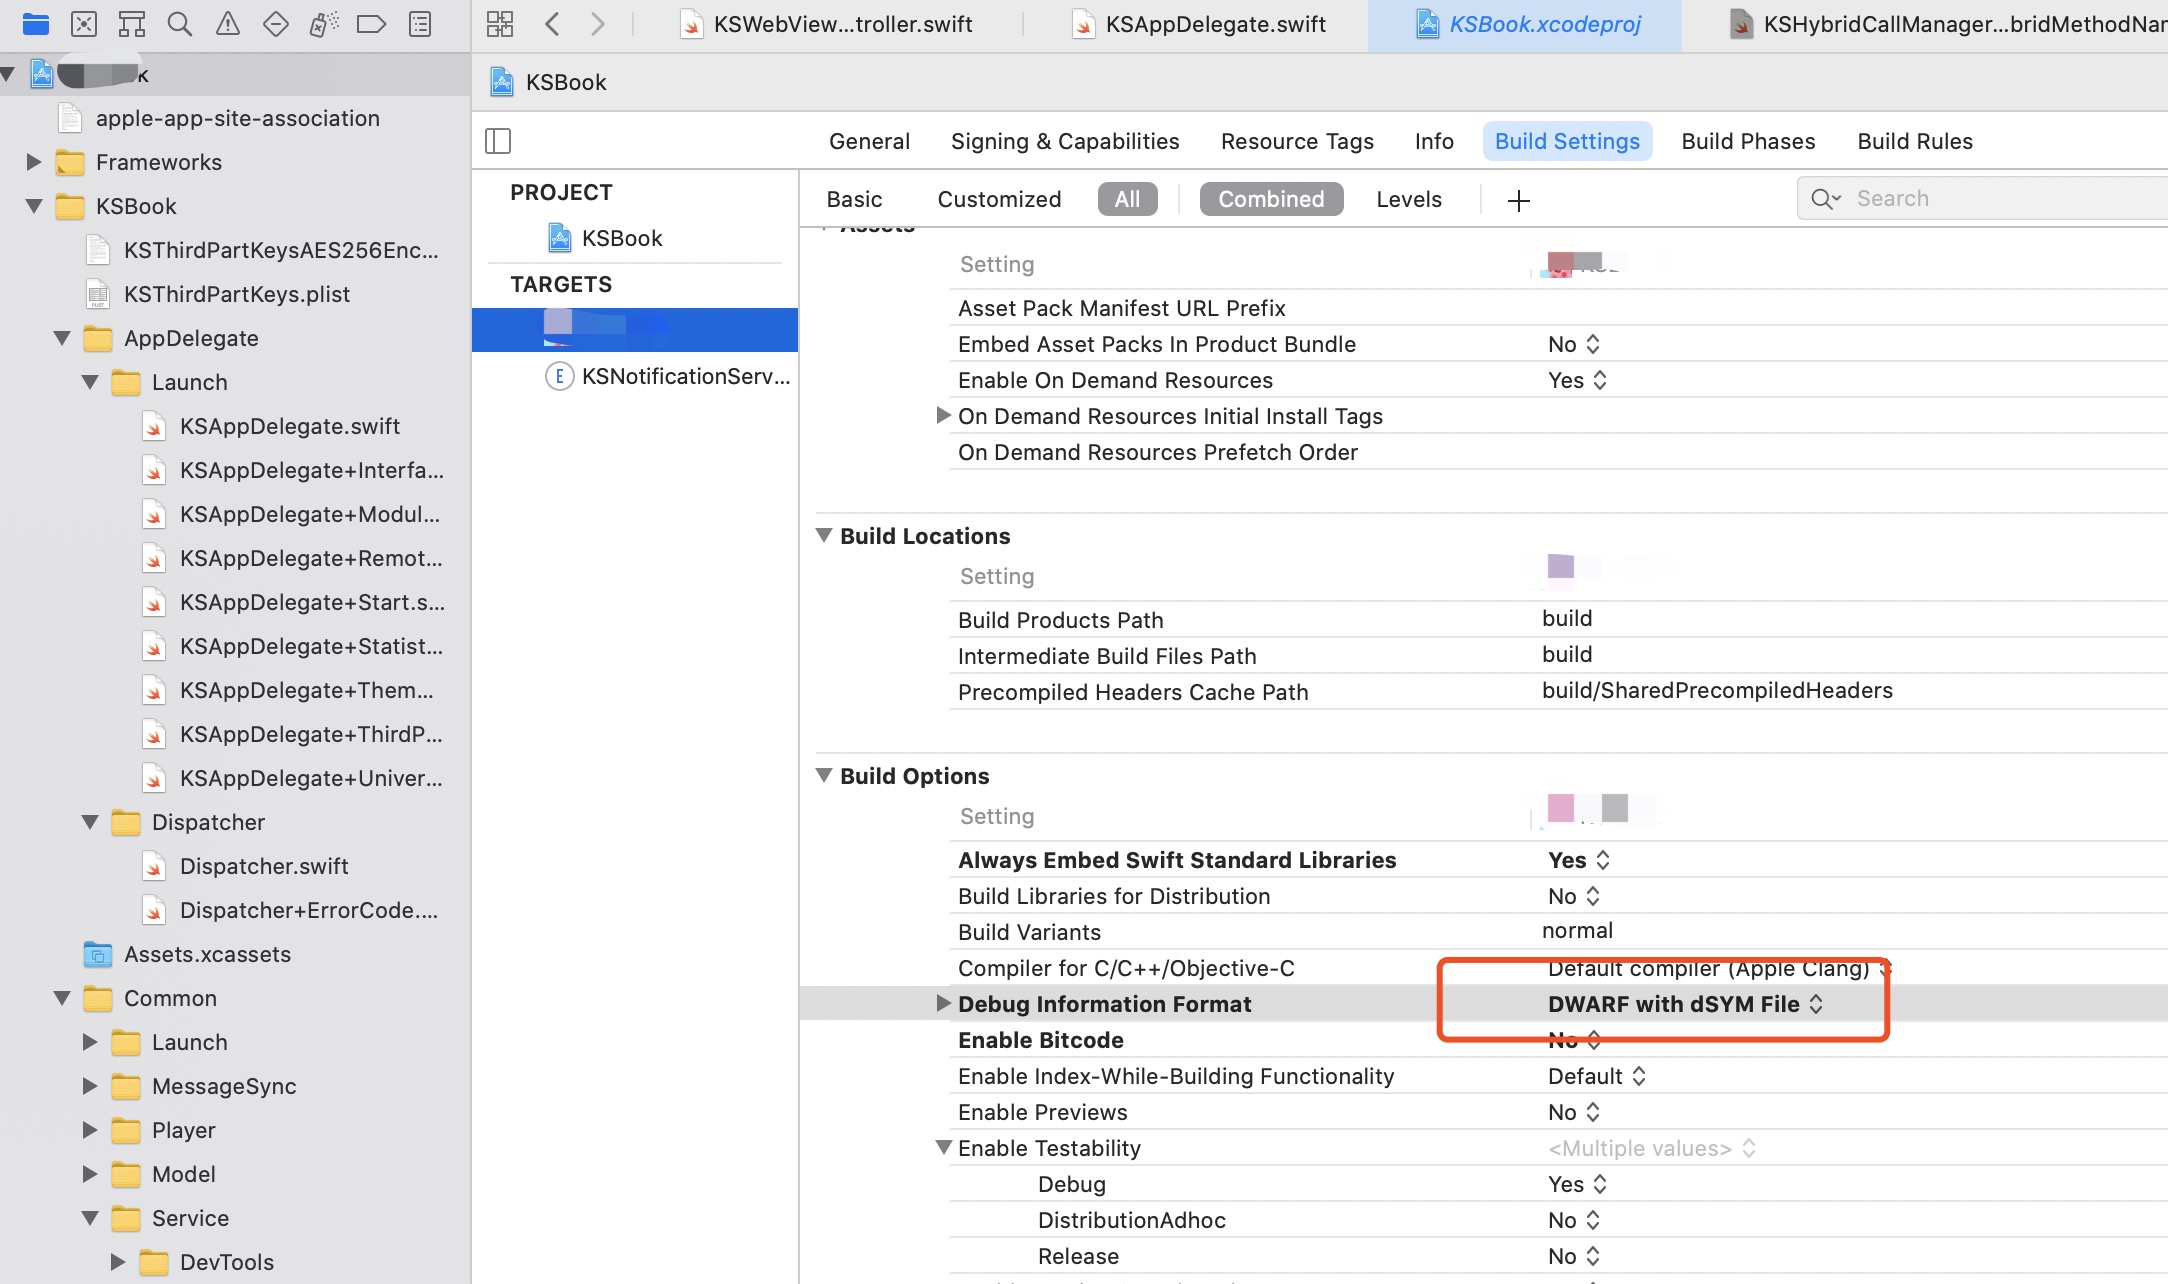 KSWebView...troller.swift
KSAppDelegate.swift
KSBook.xcodeproj
KSHybridCallManager...bridMethodNar
k
apple-app-site-association
Frameworks
KSBook
KSThirdPartKeysAES256Enc...
KSThirdPartKeys.plist
AppDelegate
Launch
KSAppDelegate.swift
KSAppDelegate+Interfa...
KSAppDelegate+Modul...
KSAppDelegate+Remot...
KSAppDelegate+Start.s...
KSAppDelegate+Statist...
KSAppDelegate+Them...
KSAppDelegate+ThirdP...
KSAppDelegate+Univer...
Dispatcher
Dispatcher.swift
Dispatcher+ErrorCode....
Assets.xcassets
Common
Launch
MessageSync
Player
Model
Service
DevTools
KSBook
General Signing & Capabilities Resource Tags Info Build Settings Build Phases Build Rules
PROJECT
KSBook
TARGETS
E KSNotificationServ...
Basic Customized All Combined Levels + Search
Assets
Setting
Asset Pack Manifest URL Prefix
Embed Asset Packs In Product Bundle No
Enable On Demand Resources Yes
On Demand Resources Initial Install Tags
On Demand Resources Prefetch Order
Build Locations
Setting
Build Products Path build
Intermediate Build Files Path build
Precompiled Headers Cache Path build/SharedPrecompiledHeaders
Build Options
Setting
Always Embed Swift Standard Libraries Yes
Build Libraries for Distribution No
Build Variants normal
Compiler for C/C++/Objective-C Default compiler (Apple Clang)
Debug Information Format DWARF with dSYM File
Enable Bitcode No
Enable Index-While-Building Functionality Default
Enable Previews No
Enable Testability <Multiple values>
Debug Yes
DistributionAdhoc No
Release No